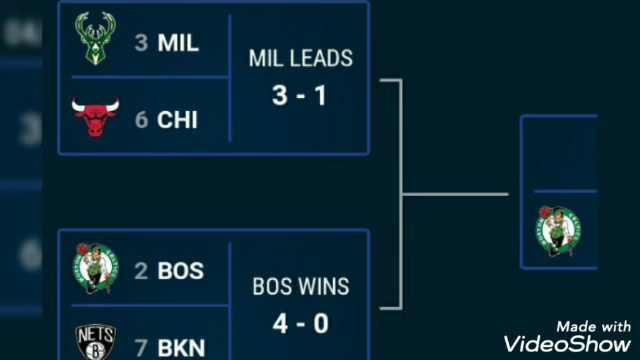 3 MIL
MIL LEADS
3 - 1
6 CHI
2 BOS
BOS WINS
4 - 0
NETS
B
7 BKN
Made with
VideoShow